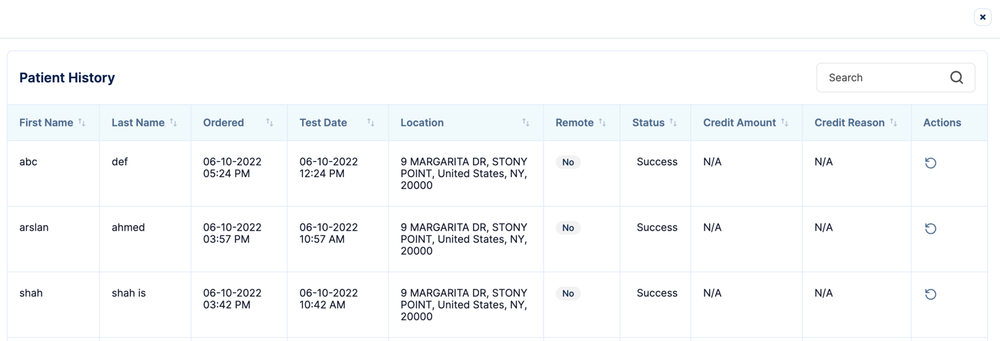 Patient History
Search
First Name
Last Name
Ordered
Test Date
Location
Remote
Status
Credit Amount
Credit Reason
Actions
abc
def
06-10-2022
05:24 PM
06-10-2022
12:24 PM
9 MARGARITA DR, STONY
POINT, United States, NY,
20000
No
Success
N/A
N/A
arslan
ahmed
06-10-2022
03:57 PM
06-10-2022
10:57 AM
9 MARGARITA DR, STONY
POINT, United States, NY,
20000
No
Success
N/A
N/A
shah
shah is
06-10-2022
03:42 PM
06-10-2022
10:42 AM
9 MARGARITA DR, STONY
POINT, United States, NY,
20000
No
Success
N/A
N/A